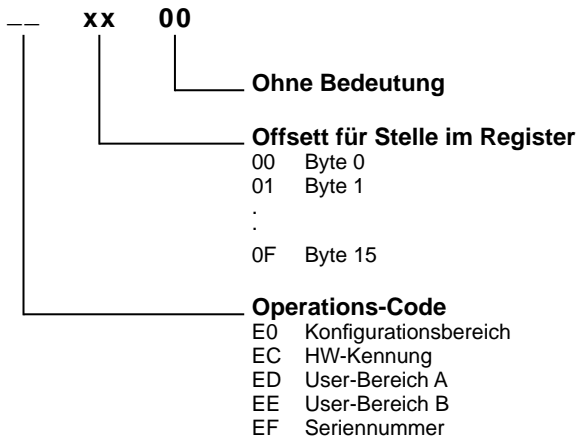 __ xx 00
Ohne Bedeutung
Offsett für Stelle im Register
00 Byte 0
01 Byte 1
.
.
0F Byte 15
Operations-Code
E0 Konfigurationsbereich
EC HW-Kennung
ED User-Bereich A
EE User-Bereich B
EF Seriennummer